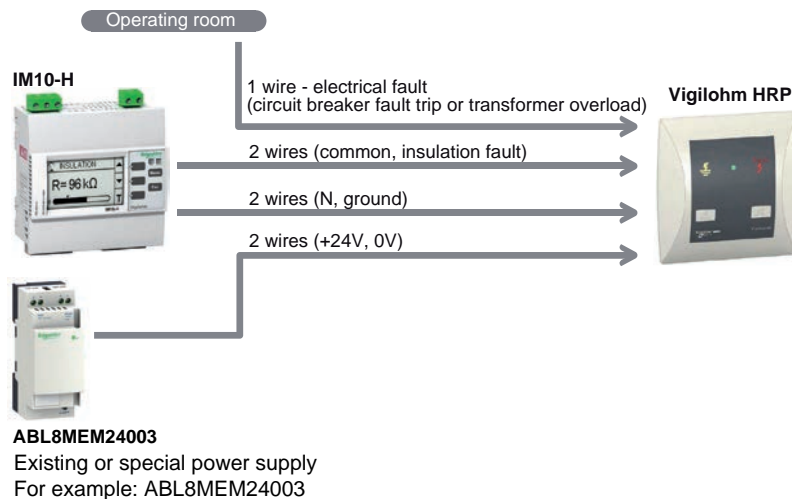 Operating room
IM10-H
1 wire - electrical fault
(circuit breaker fault trip or transformer overload)
Vigilohm HRP
2 wires (common, insulation fault)
INSULATION
R= 96 kΩ
2 wires (N, ground)
2 wires (+24V, 0V)
ABL8MEM24003
Existing or special power supply
For example: ABL8MEM24003